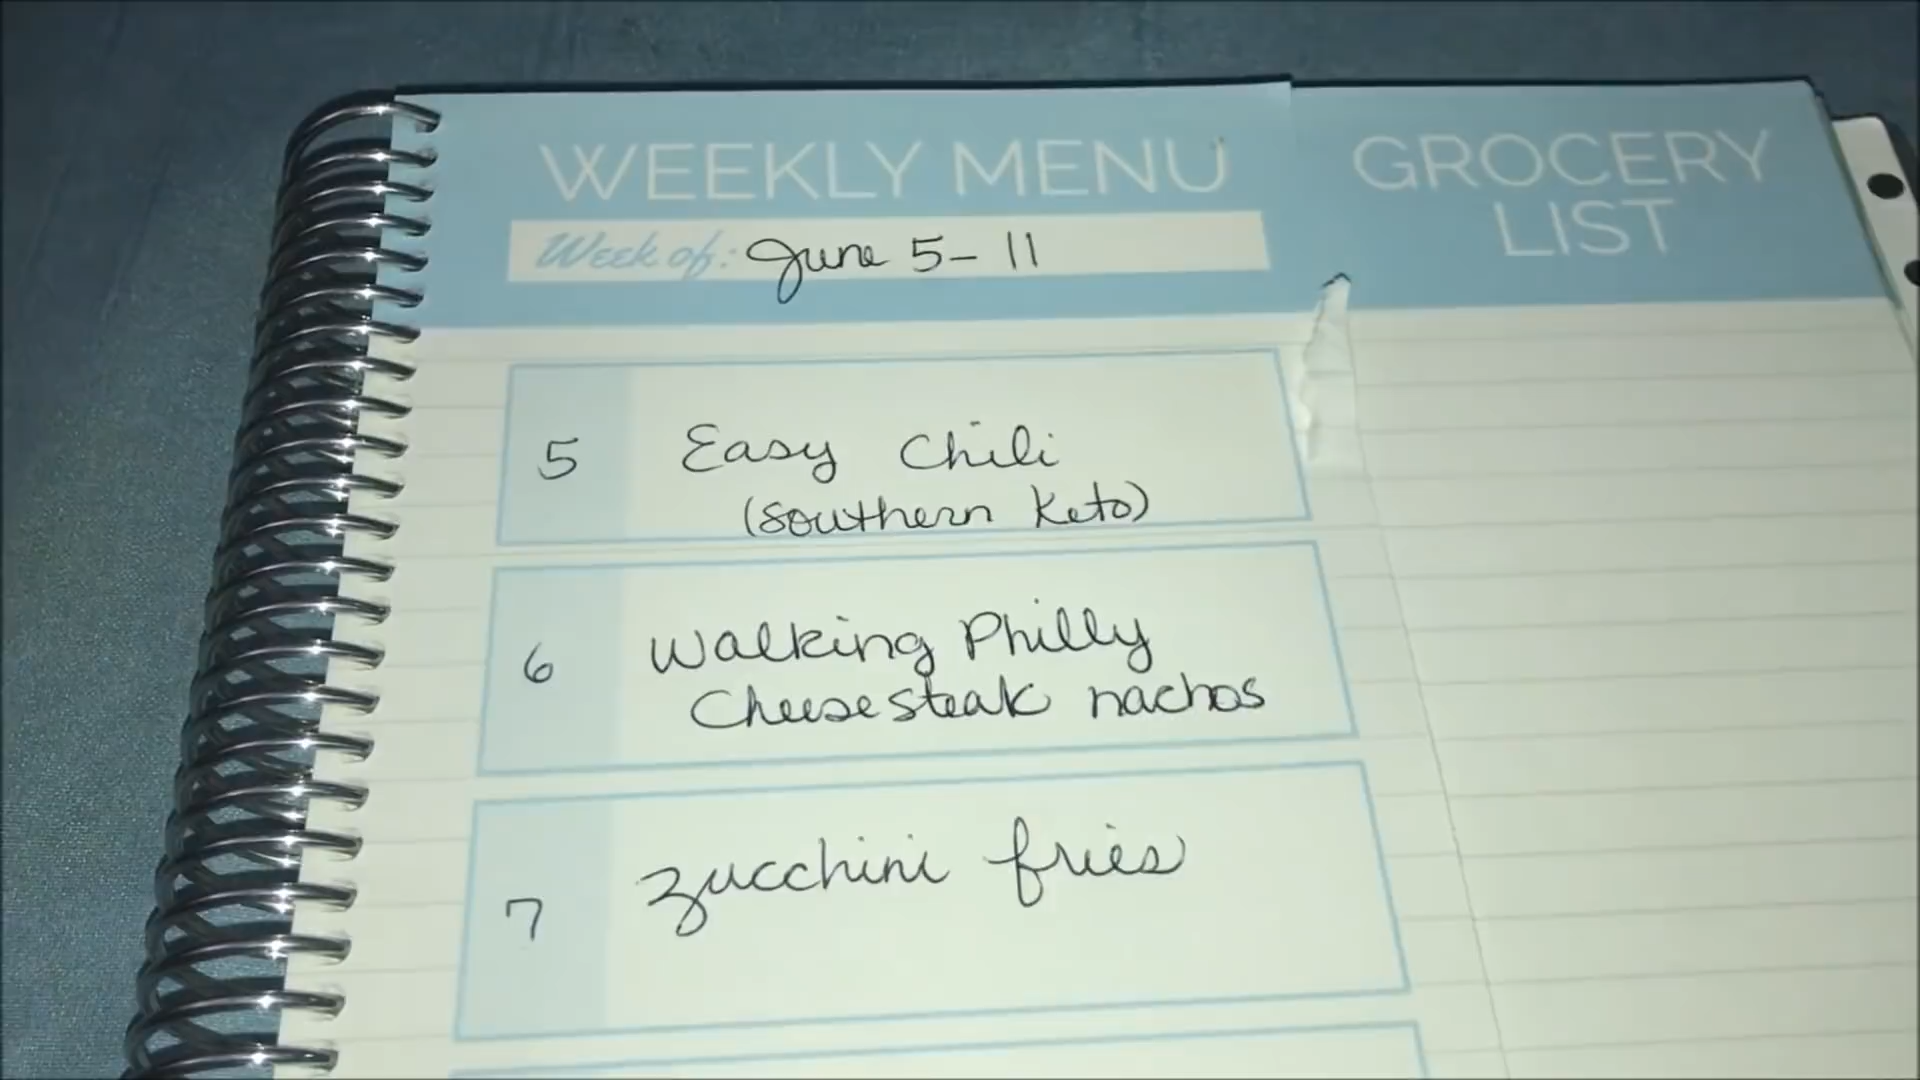 WEEKLY MENU
Week of: June 5-11
5 Easy Chili
(Southern Keto)
6 Walking Philly
Cheesesteak nachos
7 zucchini fries
GROCERY
LIST